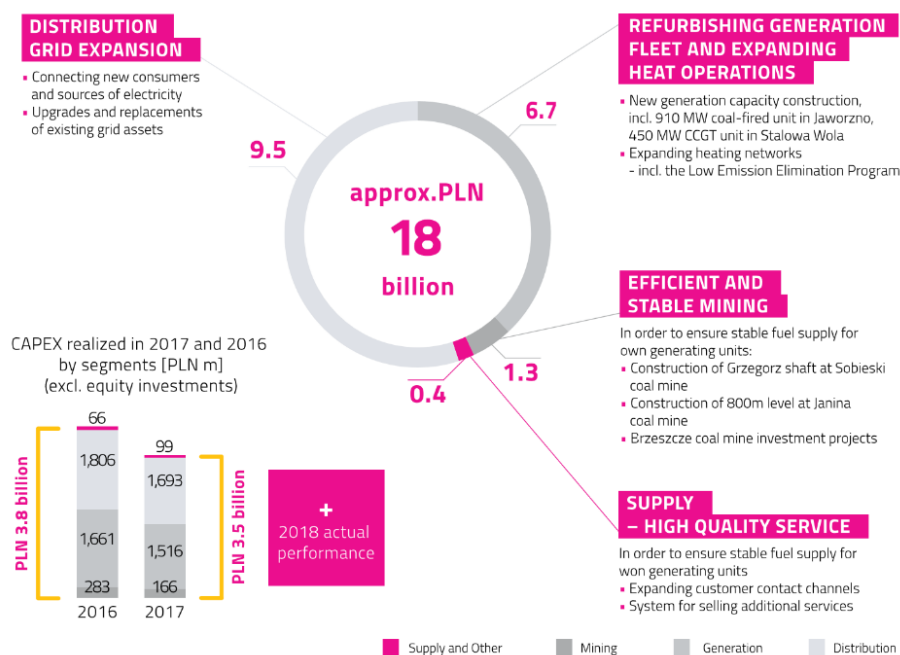 DISTRIBUTION
GRID EXPANSION
▪ Connecting new consumers
and sources of electricity
▪ Upgrades and replacements
of existing grid assets
REFURBISHING GENERATION
FLEET AND EXPANDING
HEAT OPERATIONS
▪ New generation capacity construction,
incl. 910 MW coal-fired unit in Jaworzno,
450 MW CCGT unit in Stalowa Wola
▪ Expanding heating networks
- incl. the Low Emission Elimination Program
9.5
6.7
approx.PLN
18
billion
1.3
0.4
EFFICIENT AND
STABLE MINING
In order to ensure stable fuel supply for
own generating units:
▪ Construction of Grzegorz shaft at Sobieski
coal mine
▪ Construction of 800m level at Janina
coal mine
▪ Brzeszcze coal mine investment projects
CAPEX realized in 2017 and 2016
by segments [PLN m]
(excl. equity investments)
PLN 3.8 billion
66
1,806
1,661
283
2016
99
1,693
1,516
166
2017
PLN 3.5 billion
+
2018 actual
performance
SUPPLY
– HIGH QUALITY SERVICE
In order to ensure stable fuel supply for
won generating units
▪ Expanding customer contact channels
▪ System for selling additional services
Supply and Other
Mining
Generation
Distribution